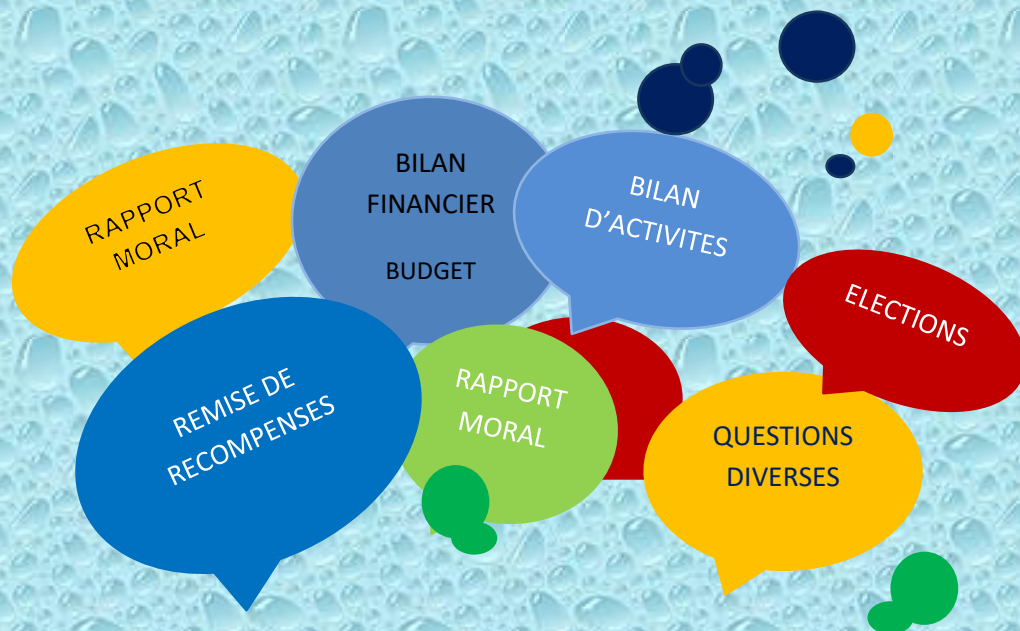 RAPPORT
MORAL
BILAN
FINANCIER
BUDGET
BILAN
D'ACTIVITES
ELECTIONS
REMISE DE
RECOMPENSES
RAPPORT
MORAL
QUESTIONS
DIVERSES